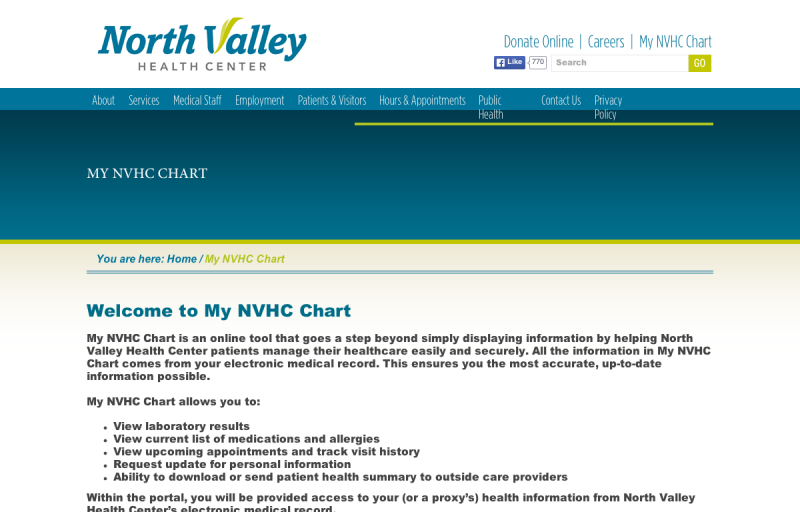 North Valley
HEALTH CENTER
Donate Online | Careers | My NVHC Chart
Like 770 Search GO
About Services Medical Staff Employment Patients & Visitors Hours & Appointments Public Health Contact Us Privacy Policy
MY NVHC CHART
You are here: Home / My NVHC Chart
Welcome to My NVHC Chart
My NVHC Chart is an online tool that goes a step beyond simply displaying information by helping North
Valley Health Center patients manage their healthcare easily and securely. All the information in My NVHC
Chart comes from your electronic medical record. This ensures you the most accurate, up-to-date
information possible.
My NVHC Chart allows you to:
• View laboratory results
• View current list of medications and allergies
• View upcoming appointments and track visit history
• Request update for personal information
• Ability to download or send patient health summary to outside care providers
Within the portal, you will be provided access to your (or a proxy's) health information from North Valley
Health Center's electronic medical record.